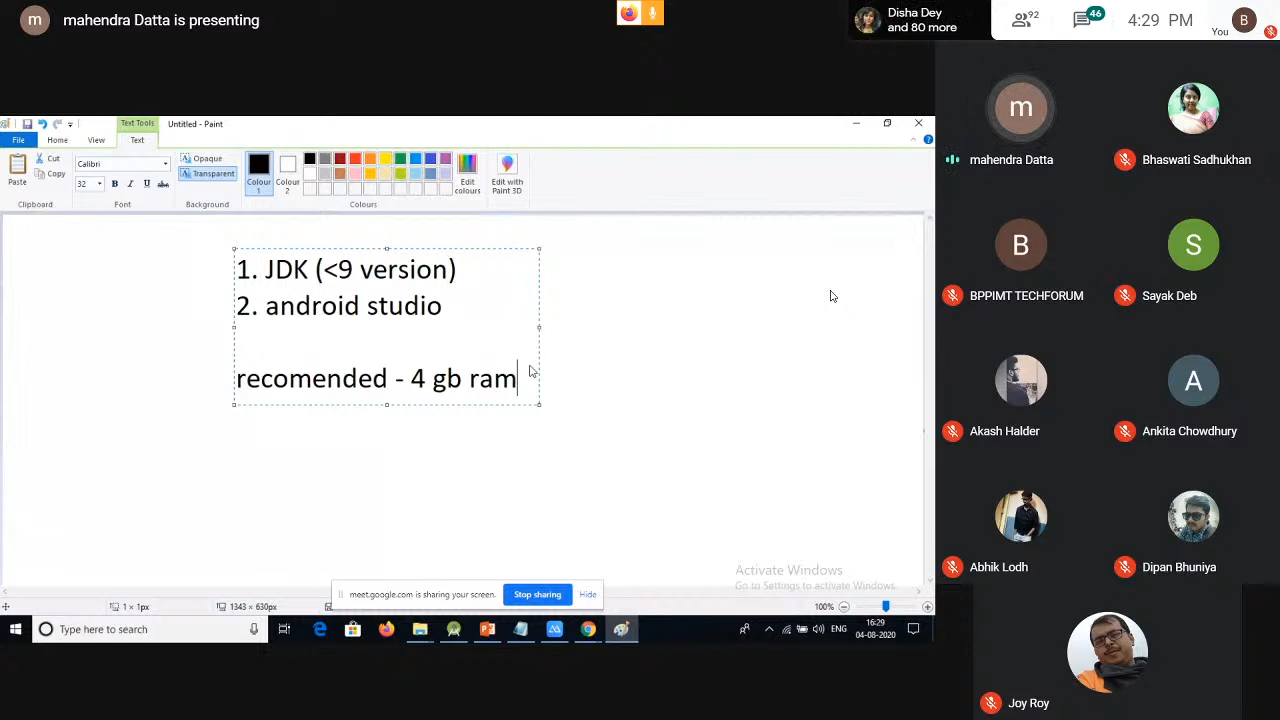 m
mahendra Datta is presenting
Disha Dey
and 80 more
92
46
4:29 PM
You
B
Text Tools
Untitled - Paint
File
Home
View
Text
Paste
Cut
Copy
Clipboard
Calibri
32
B
I
U
abc
Font
Opaque
Transparent
Background
Colour
1
Colour
2
Edit
colours
Colours
Edit with
Paint 3D
1. JDK (<9 version)
2. android studio
recomended - 4 gb ram
Activate Windows
Go to Settings to activate Windows.
meet.google.com is sharing your screen.
Stop sharing
Hide
1 × 1px
1343 × 630px
100%
Type here to search
ENG
16:29
04-08-2020
m
mahendra Datta
Bhaswati Sadhukhan
B
BPPIMT TECHFORUM
S
Sayak Deb
Akash Halder
A
Ankita Chowdhury
Abhik Lodh
Dipan Bhuniya
Joy Roy